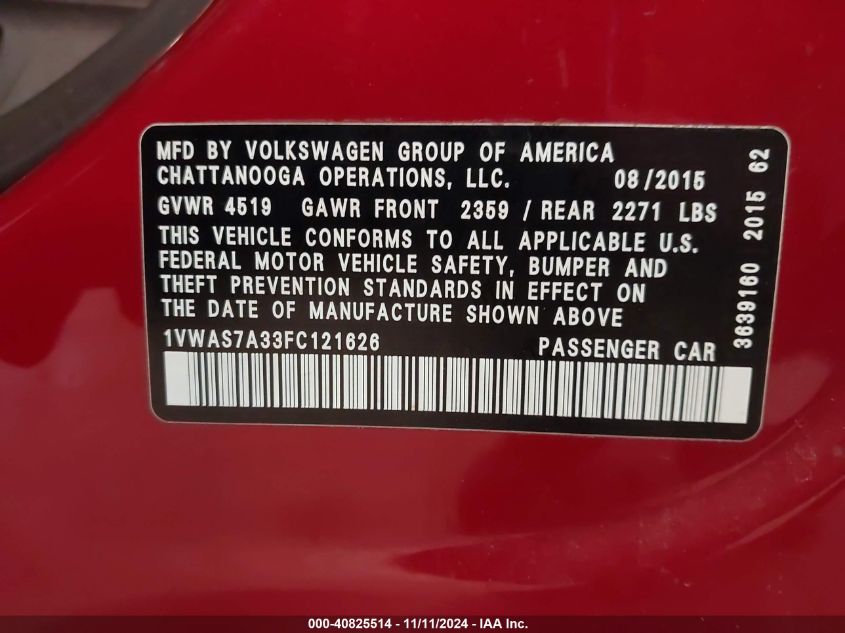 MFD BY VOLKSWAGEN GROUP OF AMERICA
CHATTANOOGA OPERATIONS, LLC. 08/2015
GVWR 4519 GAWR FRONT 2359 / REAR 2271 LBS
THIS VEHICLE CONFORMS TO ALL APPLICABLE U.S.
FEDERAL MOTOR VEHICLE SAFETY, BUMPER AND
THEFT PREVENTION STANDARDS IN EFFECT ON
THE DATE OF MANUFACTURE SHOWN ABOVE
1VWAS7A33FC121626 PASSENGER CAR
3639160 2015 62
000-40825514 - 11/11/2024 - IAA Inc.